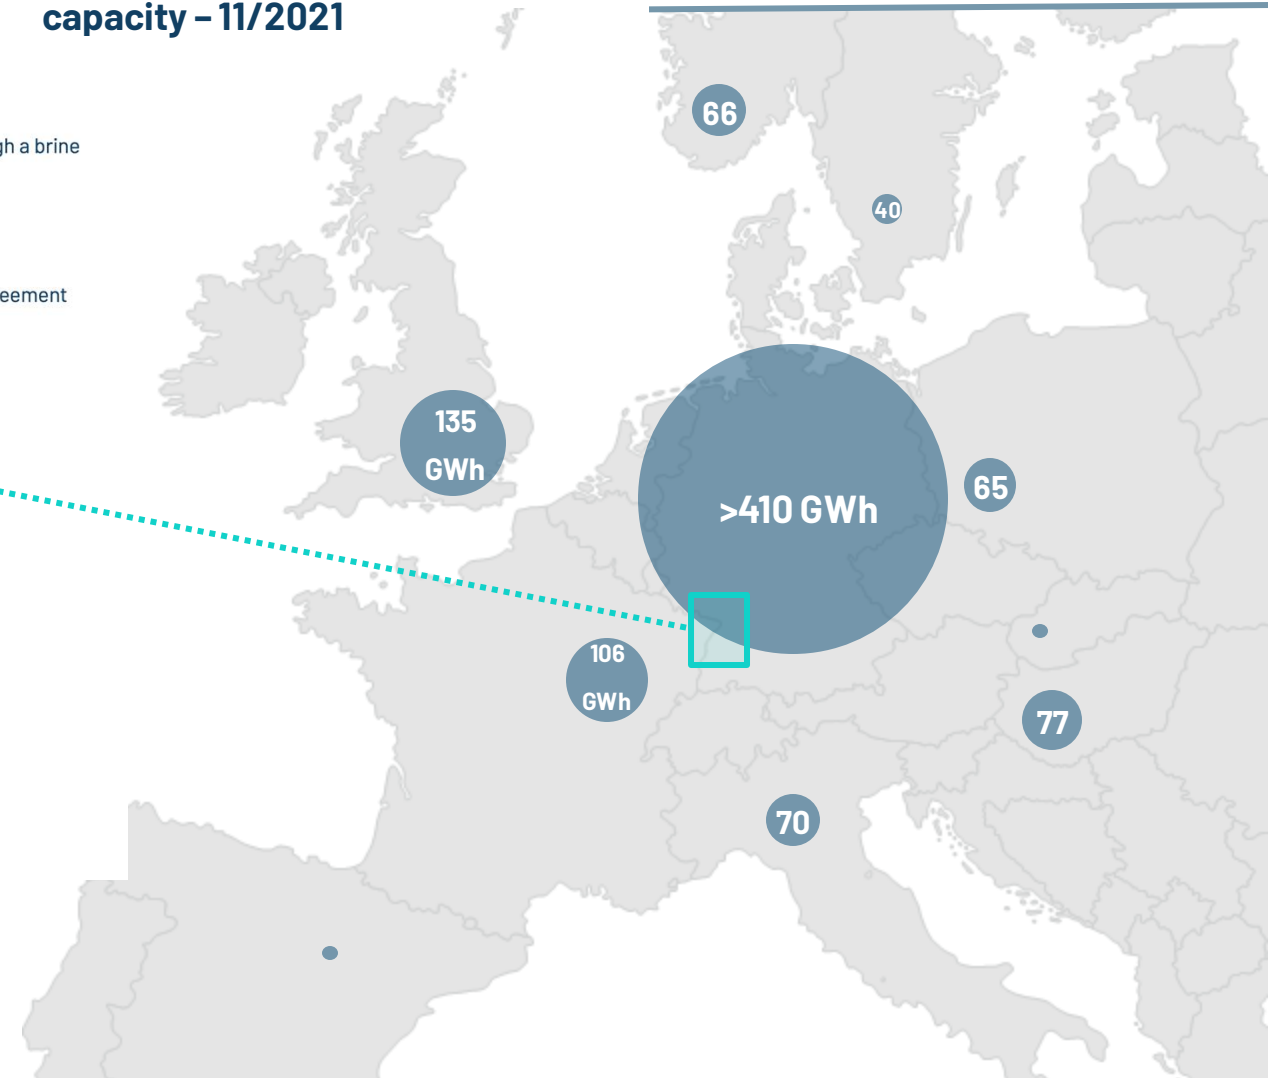 capacity – 11/2021
gh a brine
eement
66
40
135
GWh
>410 GWh
65
106
GWh
77
70